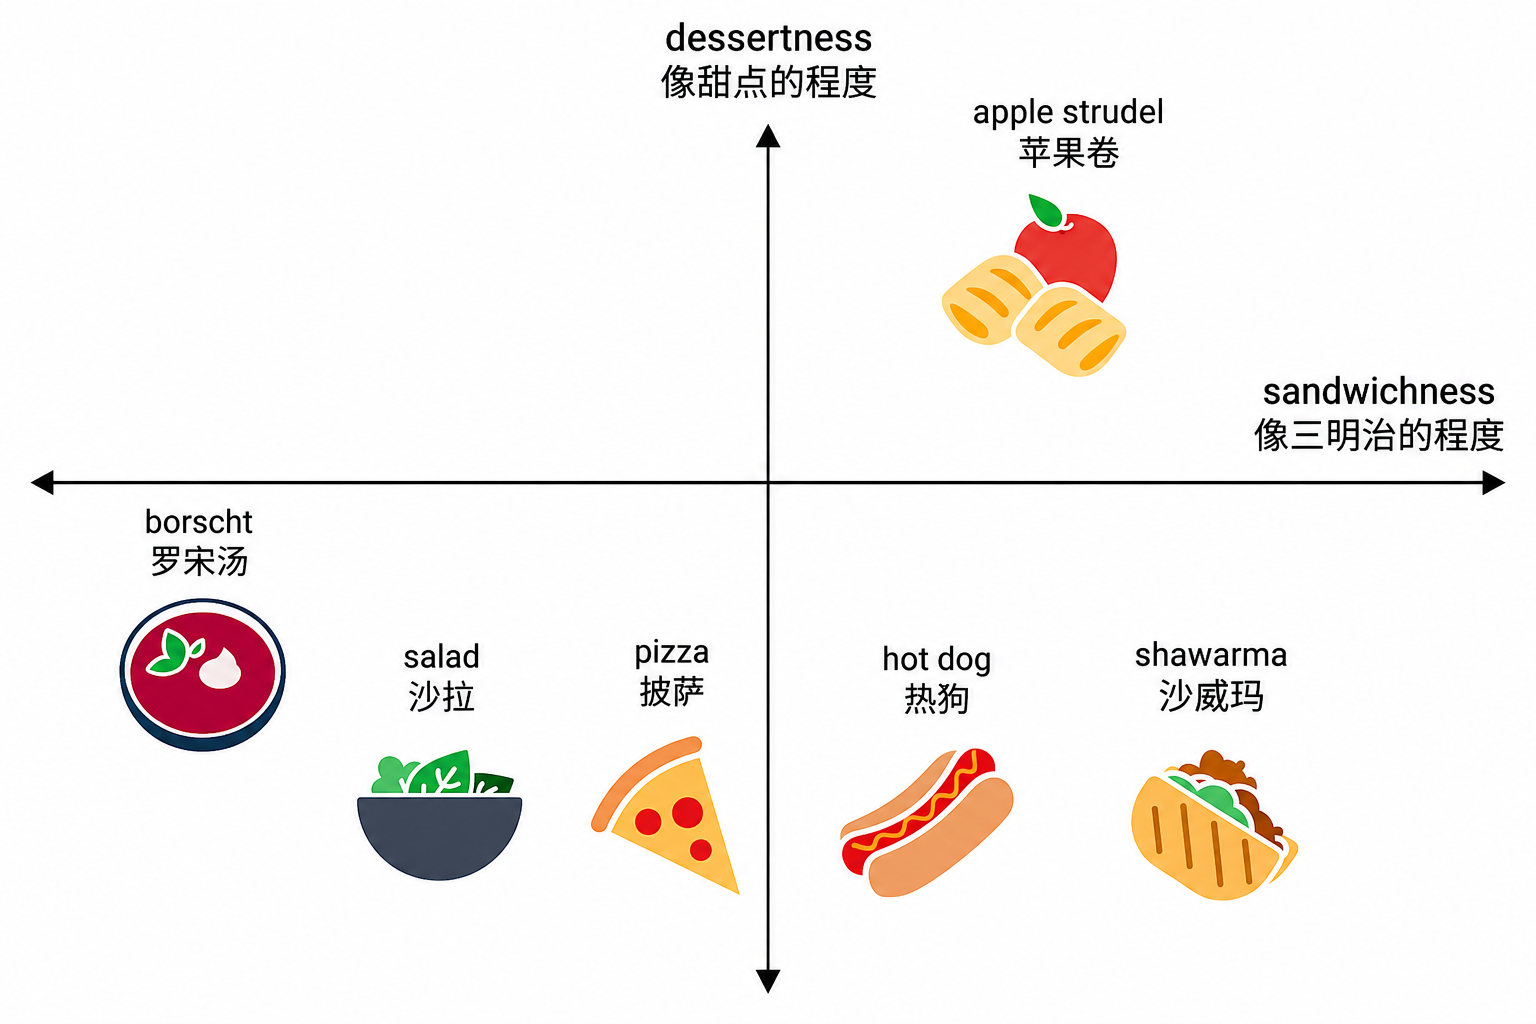 dessertness
像甜点的程度
apple strudel
苹果卷
sandwichness
像三明治的程度
borscht
罗宋汤
salad
沙拉
pizza
披萨
hot dog
热狗
shawarma
沙威玛